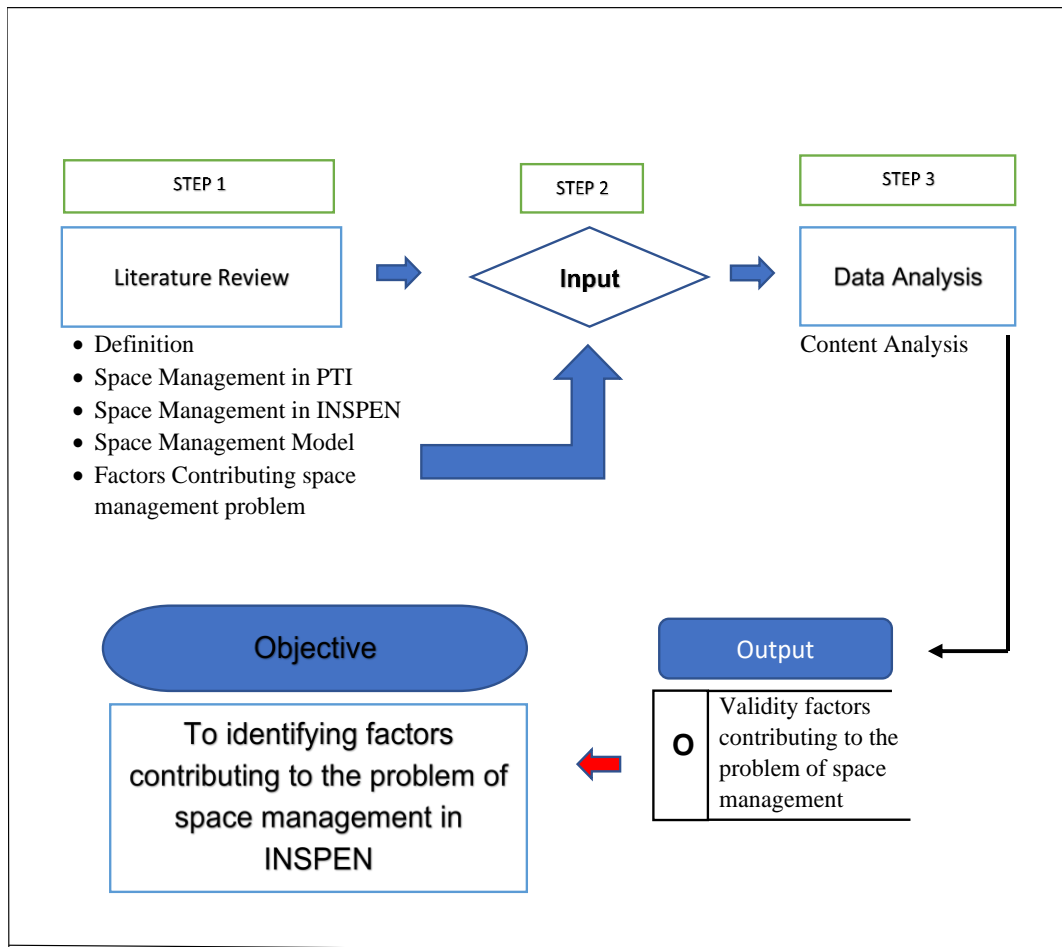 STEP 1
STEP 2
STEP 3
Literature Review
Input
Data Analysis
• Definition
• Space Management in PTI
• Space Management in INSPEN
• Space Management Model
• Factors Contributing space
management problem
Content Analysis
Objective
Output
To identifying factors
contributing to the problem of
space management in
INSPEN
O
Validity factors
contributing to the
problem of space
management